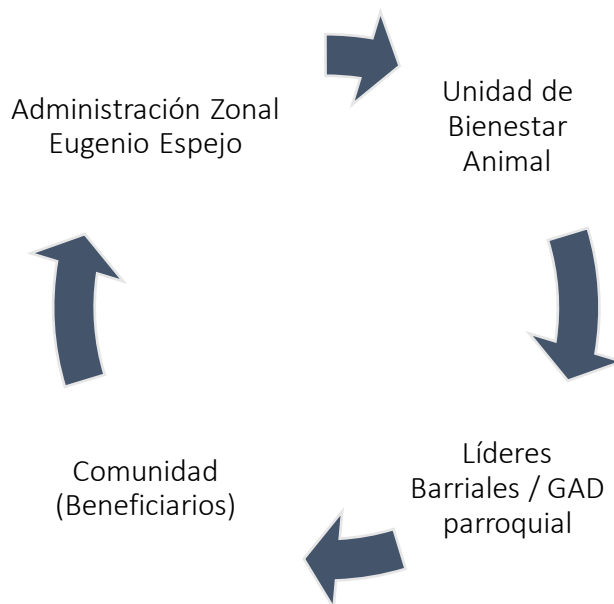 Administración Zonal
Eugenio Espejo
Unidad de
Bienestar
Animal
Líderes
Barriales / GAD
parroquial
Comunidad
(Beneficiarios)